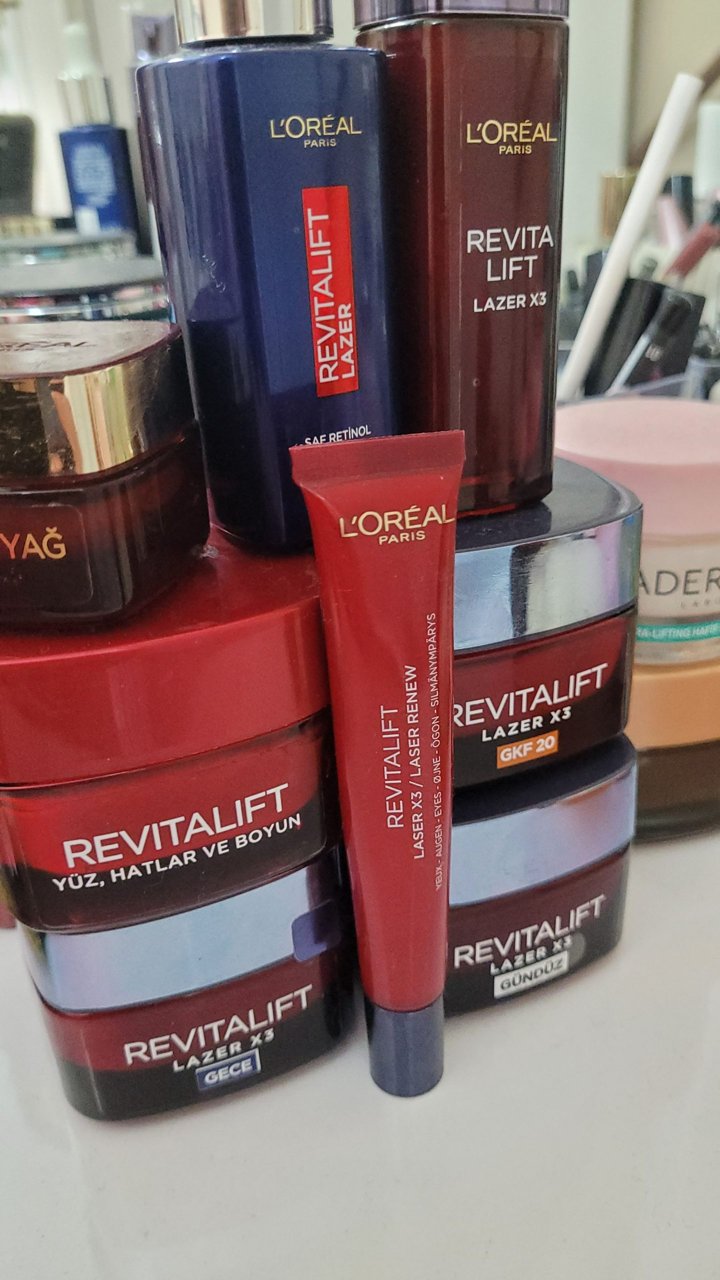 L'ORÉAL
PARIS
REVITALIFT
LAZER
SAF RETİNOL
L'ORÉAL
PARIS
REVITA
LIFT
LAZER X3
YAĞ
L'ORÉAL
PARIS
REVITALIFT
LASER X3 / LASER RENEW
YEUX - AUGEN - EYES - ØJNE - ÖGON - SILMÄNYMPÄRYS
REVITALIFT
LAZER X3
GKF 20
REVITALIFT
YÜZ, HATLAR VE BOYUN
REVITALIFT
LAZER X3
GÜNDÜZ
REVITALIFT
LAZER X3
GECE